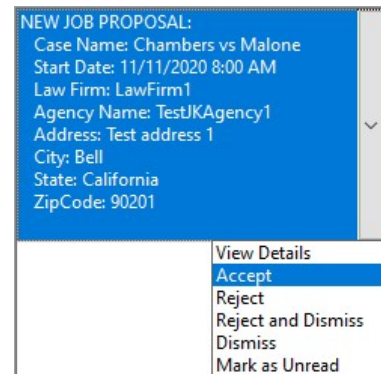 NEW JOB PROPOSAL:
Case Name: Chambers vs Malone
Start Date: 11/11/2020 8:00 AM
Law Firm: LawFirm1
Agency Name: TestJKAgency1
Address: Test address 1
City: Bell
State: California
ZipCode: 90201
View Details
Accept
Reject
Reject and Dismiss
Dismiss
Mark as Unread